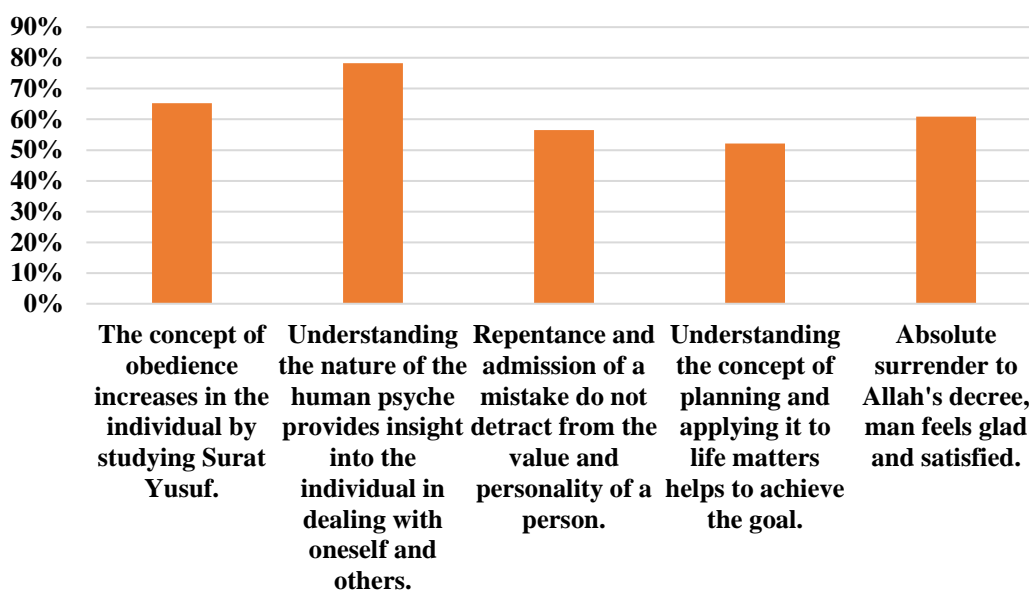 90%
80%
70%
60%
50%
40%
30%
20%
10%
0%
The concept of
obedience
increases in the
individual by
studying Surat
Yusuf.
Understanding
the nature of the
human psyche
provides insight
into the
individual in
dealing with
oneself and
others.
Repentance and
admission of a
mistake do not
detract from the
value and
personality of a
person.
Understanding
the concept of
planning and
applying it to
life matters
helps to achieve
the goal.
Absolute
surrender to
Allah's decree,
man feels glad
and satisfied.